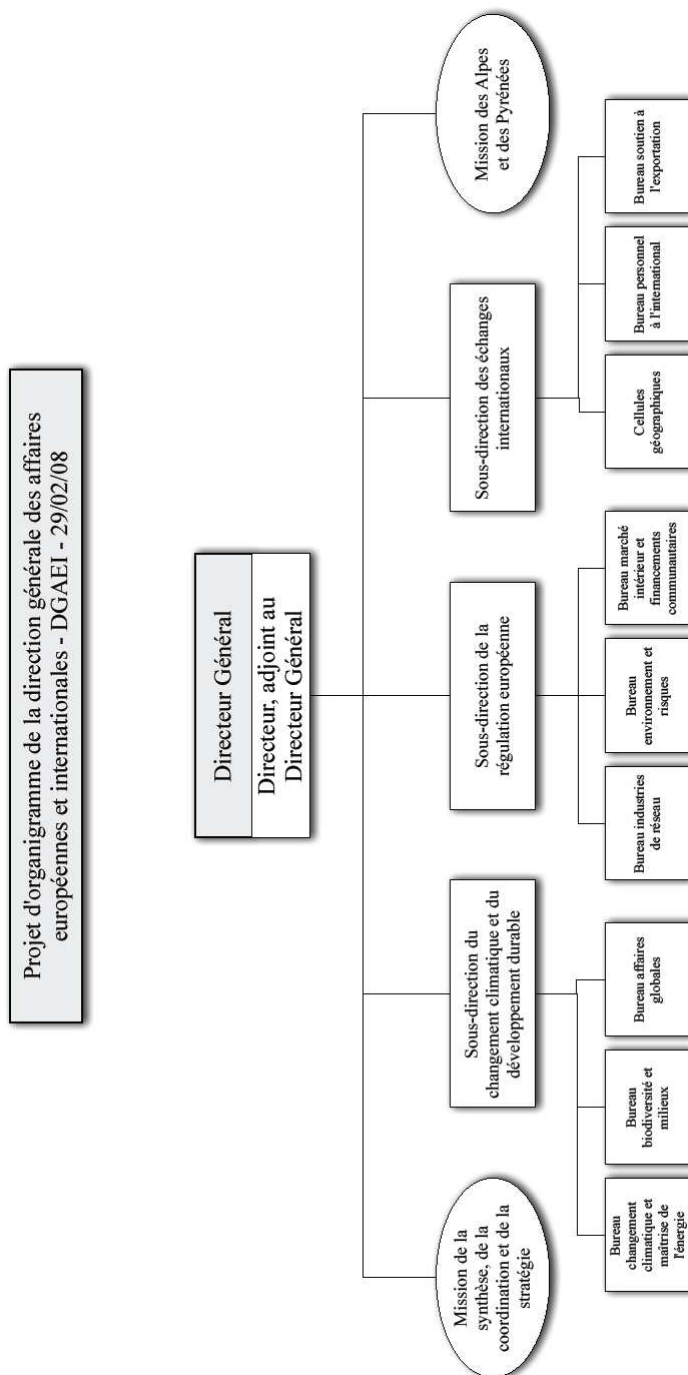 Projet d'organigramme de la direction générale des affaires
européennes et internationales - DGAEI - 29/02/08
Directeur Général
Directeur, adjoint au
Directeur Général
Mission de la
synthèse, de la
coordination et de la
stratégie
Sous-direction du
changement climatique et du
développement durable
Sous-direction de la
régulation européenne
Sous-direction des échanges
internationaux
Mission des Alpes
et des Pyrénées
Bureau
changement
climatique et
maîtrise de
l'énergie
Bureau
biodiversité et
milieux
Bureau affaires
globales
Bureau industries
de réseau
Bureau
environnement et
risques
Bureau marché
intérieur et
financements
communautaires
Cellules
géographiques
Bureau personnel
à l'international
Bureau soutien à
l'exportation